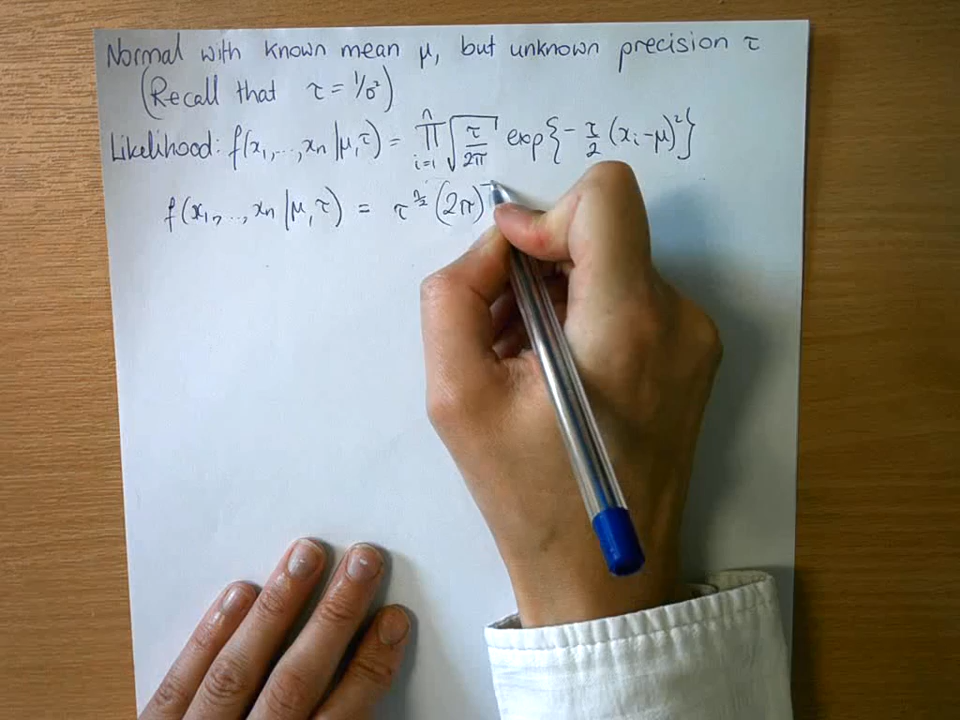 Normal with known mean μ, but unknown precision τ
(Recall that τ = 1/σ²)
Likelihood: f(x₁,...,xₙ|μ,τ) = ∏ᵢ₌₁ⁿ √(τ/2π) exp{-τ/2 (xᵢ-μ)²}
f(x₁,...,xₙ|μ,τ) = τ^(n/2) (2π)⁻